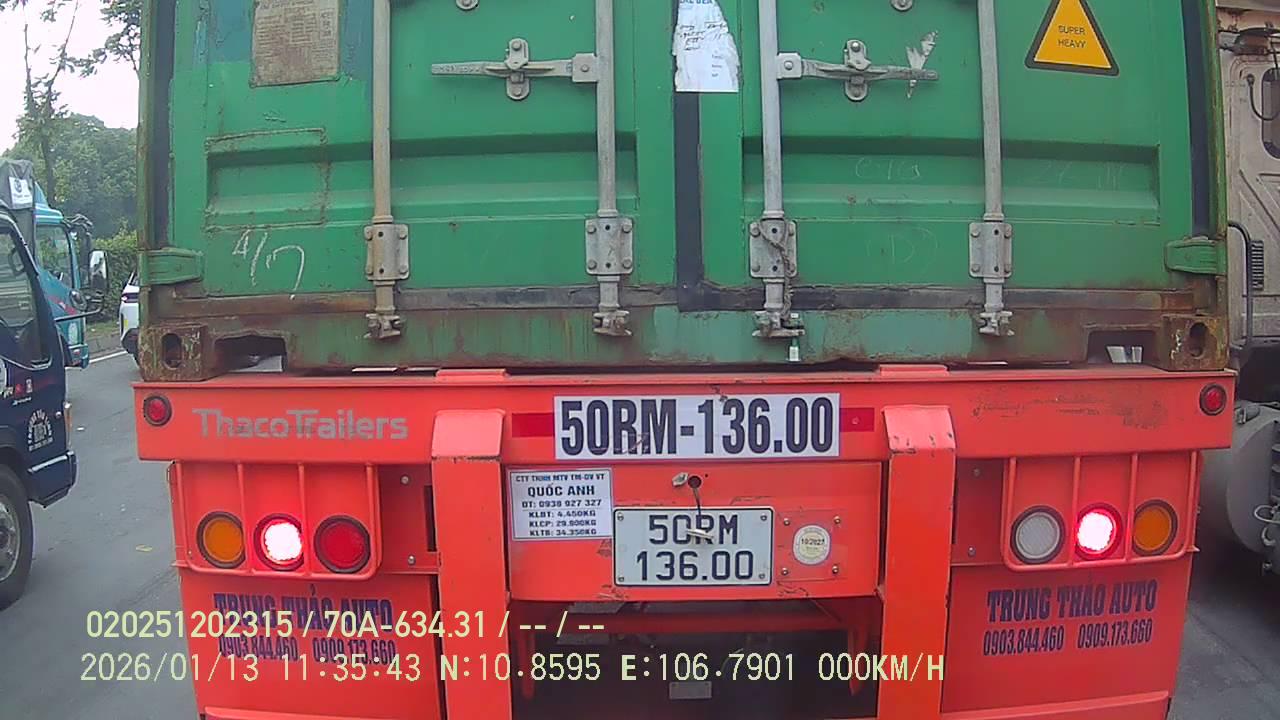 SUPER
HEAVY
4/7
ThacoTrailers
50RM-136.00
CTY TNHH MTV TM-DV VT
QUỐC ANH
ĐT: 0938 927 327
KLBT: 4.450KG
KLCP: 29.900KG
KLTB: 34.350KG
50RM
136.00
10/2027
TRUNG THẢO AUTO
0903.844.460 0909.173.660
TRUNG THẢO AUTO
0903.844.460 0909.173.660
020251202315 / 70A-634.31 / -- / --
2026/01/13 11:35:43 N:10.8595 E:106.7901 000KM/H